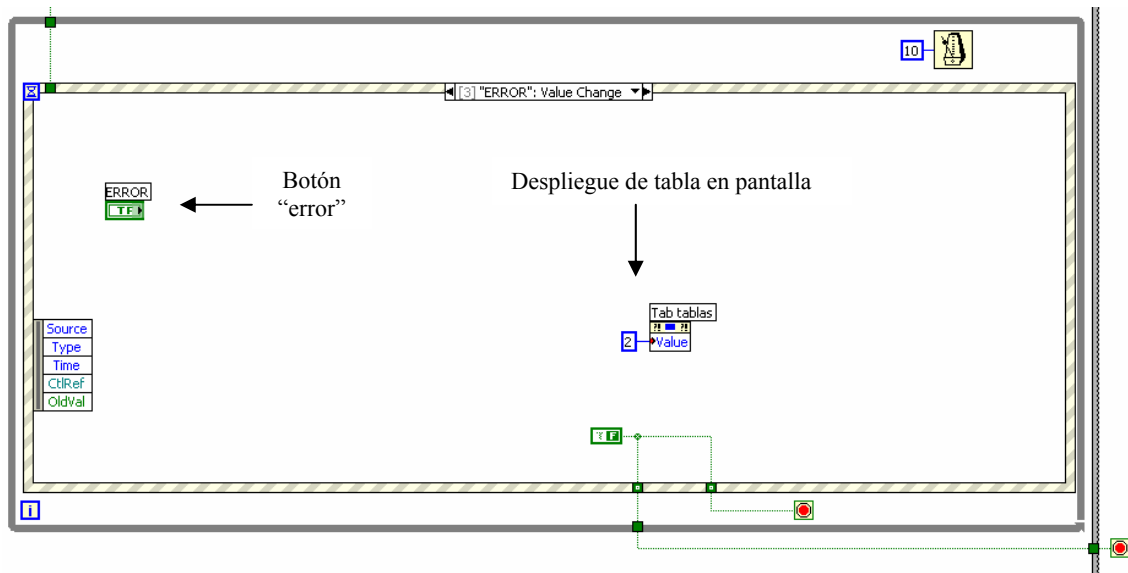 10
[3] "ERROR": Value Change
Botón
“error”
Despliegue de tabla en pantalla
ERROR
TF
Tab tablas
2
Value
Source
Type
Time
CtlRef
OldVal
F
i